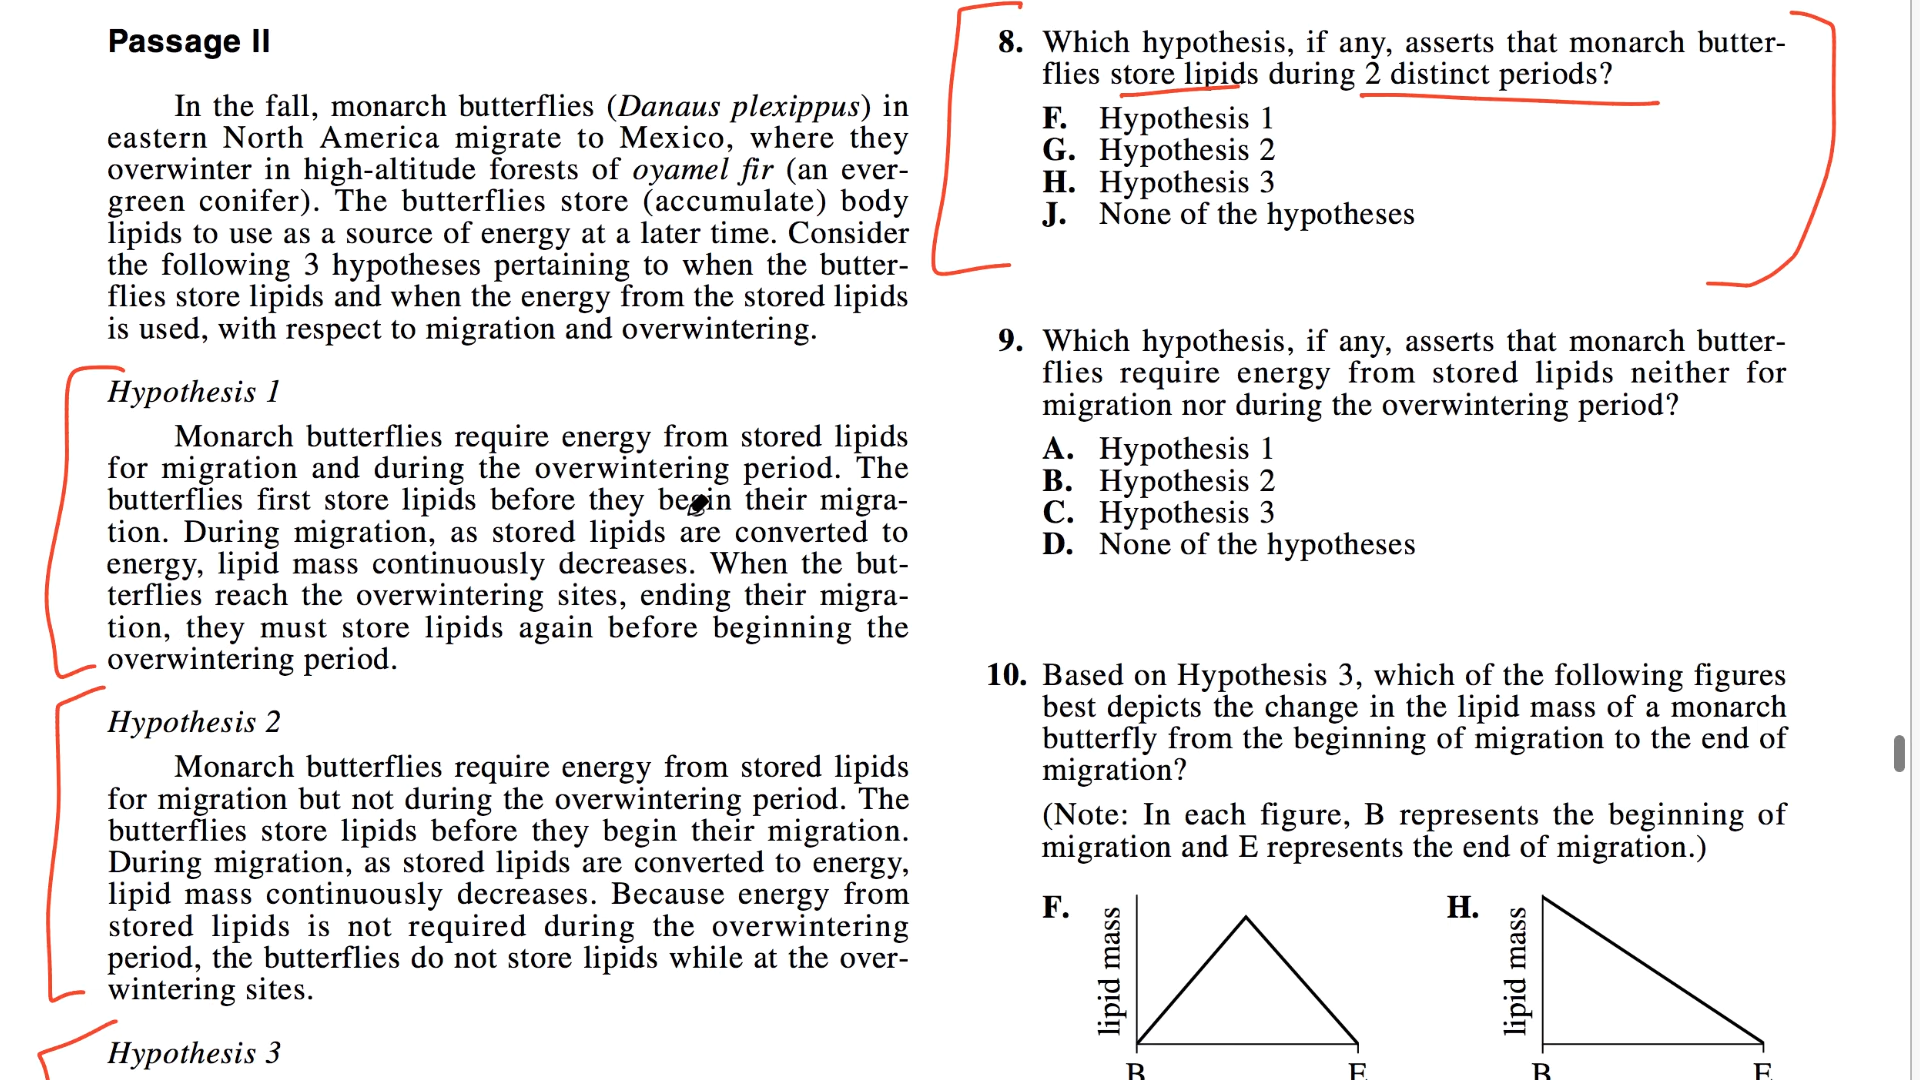 Passage II
In the fall, monarch butterflies (Danaus plexippus) in
eastern North America migrate to Mexico, where they
overwinter in high-altitude forests of oyamel fir (an ever-
green conifer). The butterflies store (accumulate) body
lipids to use as a source of energy at a later time. Consider
the following 3 hypotheses pertaining to when the butter-
flies store lipids and when the energy from the stored lipids
is used, with respect to migration and overwintering.
Hypothesis 1
Monarch butterflies require energy from stored lipids
for migration and during the overwintering period. The
butterflies first store lipids before they begin their migra-
tion. During migration, as stored lipids are converted to
energy, lipid mass continuously decreases. When the but-
terflies reach the overwintering sites, ending their migra-
tion, they must store lipids again before beginning the
overwintering period.
Hypothesis 2
Monarch butterflies require energy from stored lipids
for migration but not during the overwintering period. The
butterflies store lipids before they begin their migration.
During migration, as stored lipids are converted to energy,
lipid mass continuously decreases. Because energy from
stored lipids is not required during the overwintering
period, the butterflies do not store lipids while at the over-
wintering sites.
Hypothesis 3
8. Which hypothesis, if any, asserts that monarch butter-
flies store lipids during 2 distinct periods?
F. Hypothesis 1
G. Hypothesis 2
H. Hypothesis 3
J. None of the hypotheses
9. Which hypothesis, if any, asserts that monarch butter-
flies require energy from stored lipids neither for
migration nor during the overwintering period?
A. Hypothesis 1
B. Hypothesis 2
C. Hypothesis 3
D. None of the hypotheses
10. Based on Hypothesis 3, which of the following figures
best depicts the change in the lipid mass of a monarch
butterfly from the beginning of migration to the end of
migration?
(Note: In each figure, B represents the beginning of
migration and E represents the end of migration.)
F.
lipid mass
B E
H.
lipid mass
B E